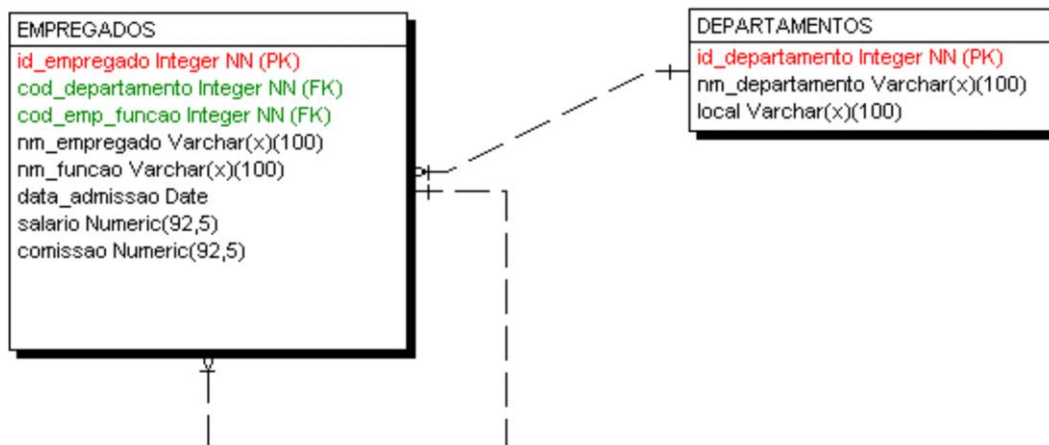 EMPREGADOS
id_empregado Integer NN (PK)
cod_departamento Integer NN (FK)
cod_emp_funcao Integer NN (FK)
nm_empregado Varchar(x)(100)
nm_funcao Varchar(x)(100)
data_admissao Date
salario Numeric(92,5)
comissao Numeric(92,5)
DEPARTAMENTOS
id_departamento Integer NN (PK)
nm_departamento Varchar(x)(100)
local Varchar(x)(100)